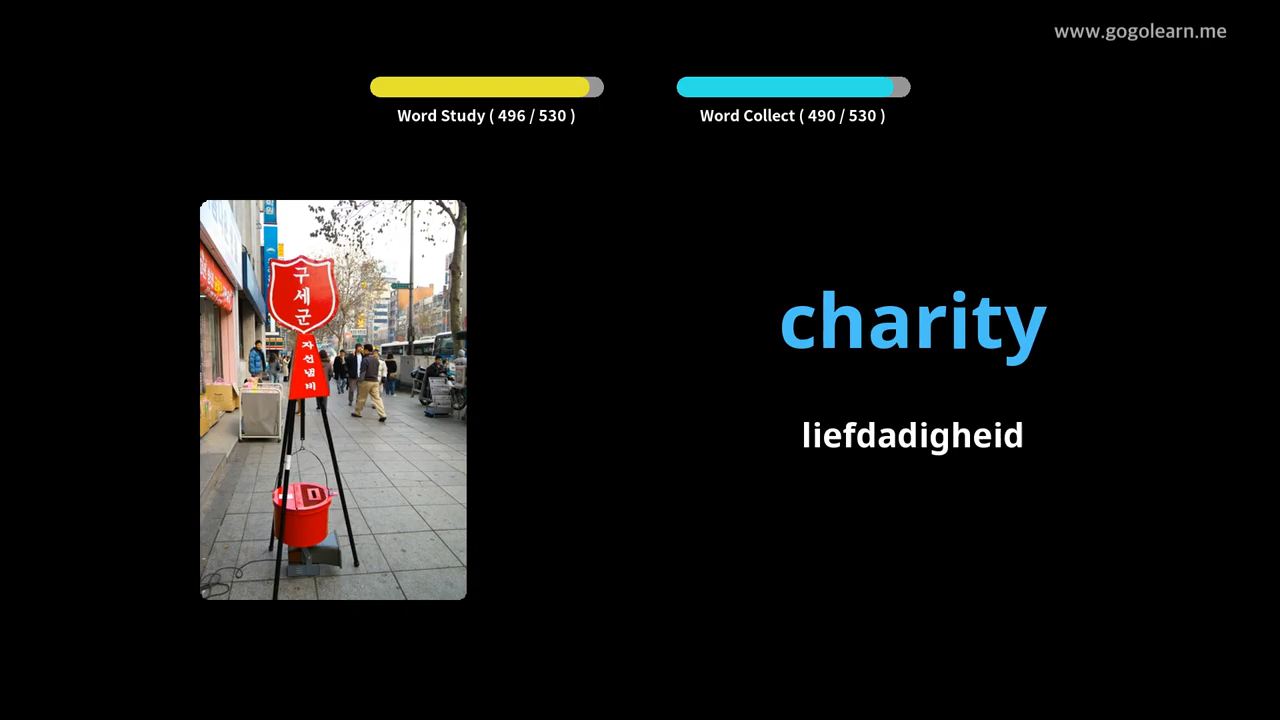 www.gogolearn.me
Word Study ( 496 / 530 )
Word Collect ( 490 / 530 )
구
세
군
자
선
냄
비
charity
liefdadigheid